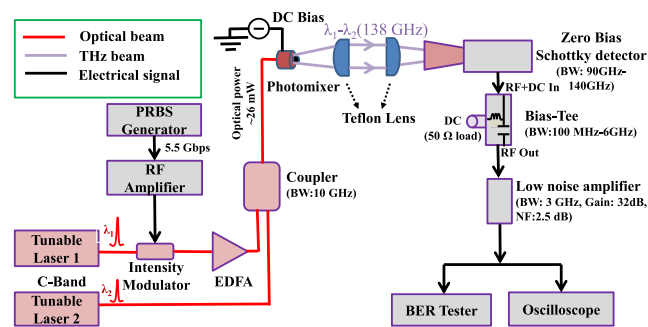 Optical beam
THz beam
Electrical signal
DC Bias
λ1-λ2(138 GHz)
Zero Bias
Schottky detector
(BW: 90GHz-
140GHz)
Photomixer
Teflon Lens
Optical power
~26 mW
RF+DC In
DC
(50 Ω load)
Bias-Tee
(BW:100 MHz-6GHz)
RF Out
PRBS
Generator
5.5 Gbps
RF
Amplifier
Coupler
(BW:10 GHz)
Low noise amplifier
(BW: 3 GHz, Gain: 32dB,
NF:2.5 dB)
λ1
Tunable
Laser 1
Intensity
Modulator
EDFA
C-Band
λ2
Tunable
Laser 2
BER Tester
Oscilloscope